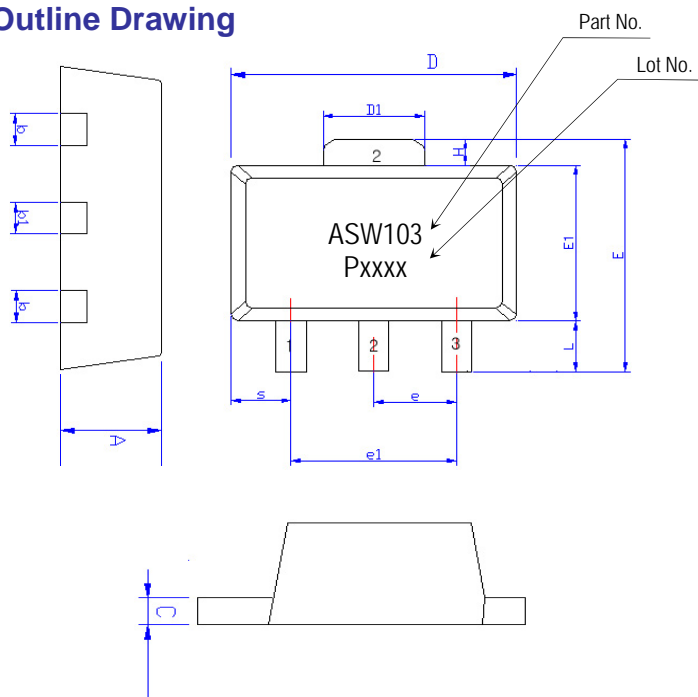 Outline Drawing
Part No.
Lot No.
D
D1
2
H
ASW103
Pxxxx
E1
E
b
b1
b
1
2
3
L
s
e
e1
A
C